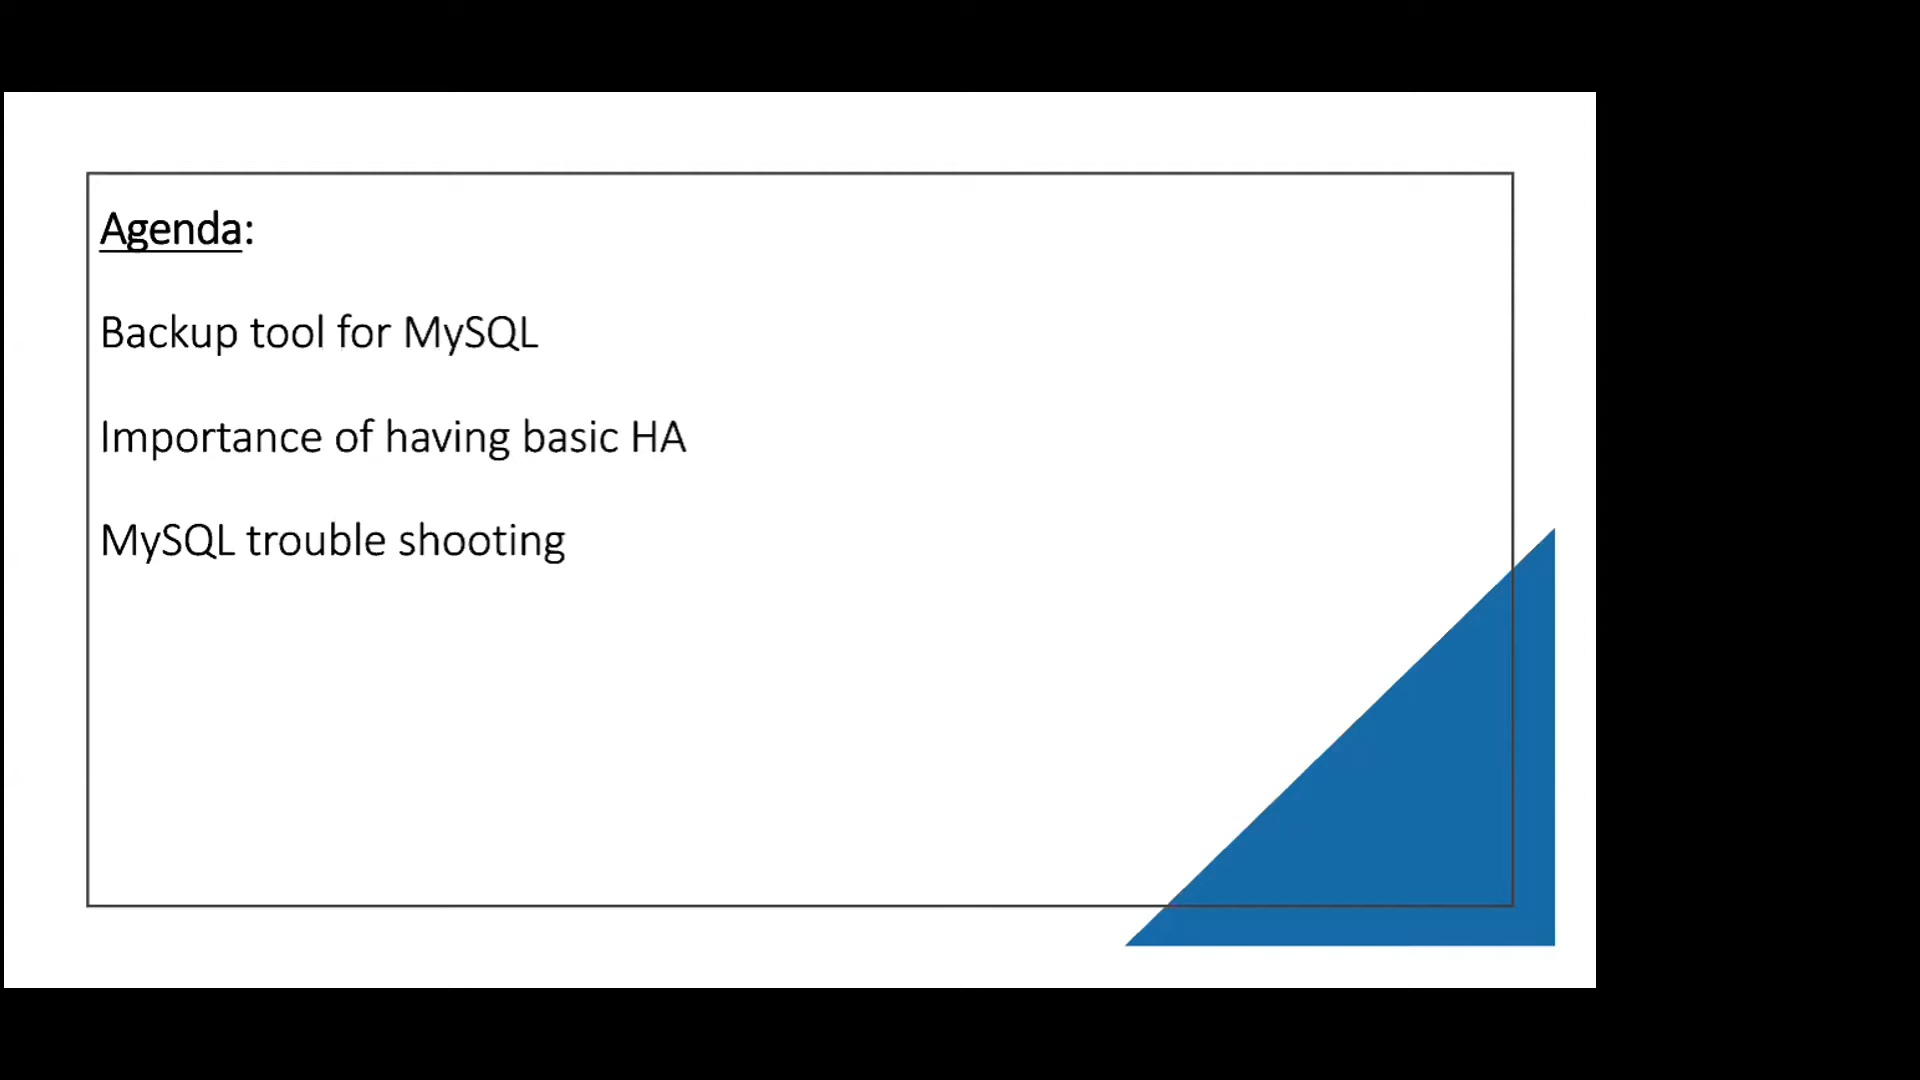 Agenda:
Backup tool for MySQL
Importance of having basic HA
MySQL trouble shooting